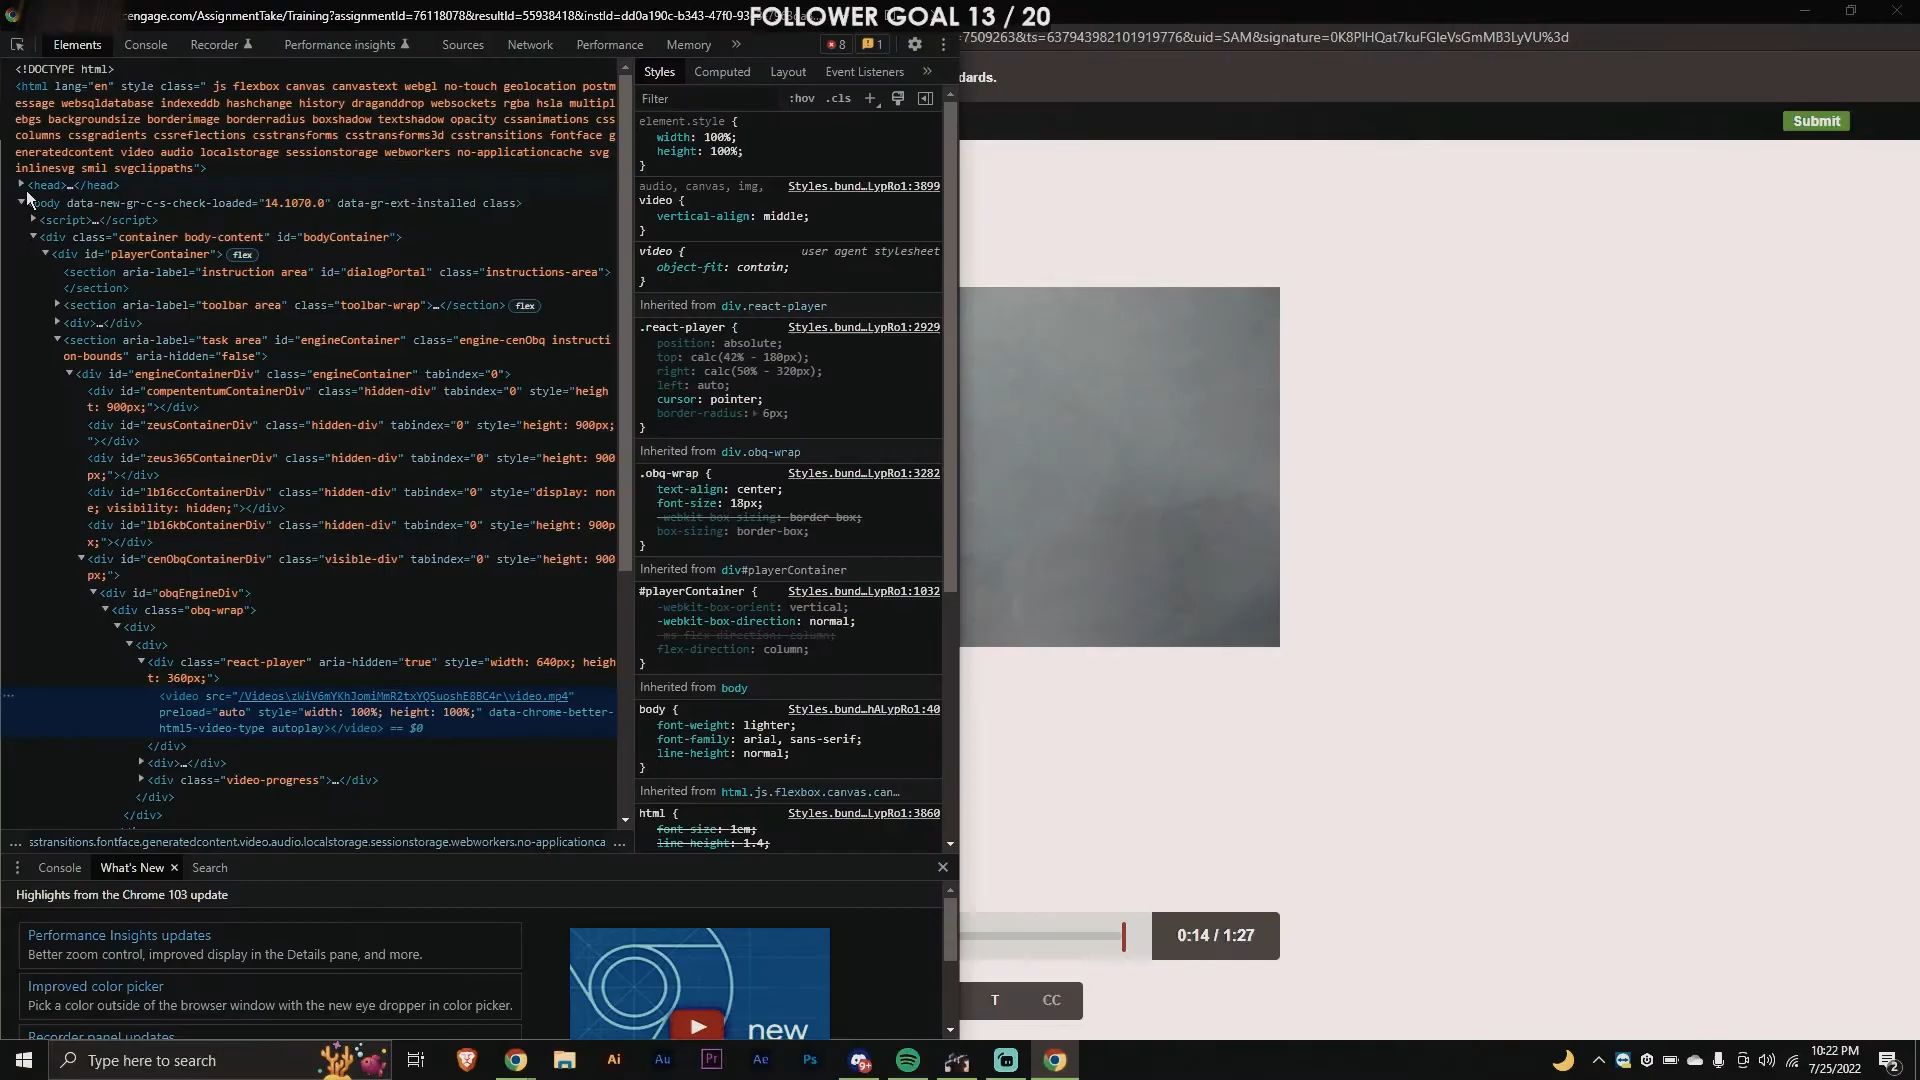 cengage.com/AssignmentTake/Training?assignmentId=76118078&resultId=55938418&instId=dd0a190c-b343-47f0-93
FOLLOWER GOAL 13 / 20
7509263&ts=637943982101919776&uid=SAM&signature=0K8PlHQat7kuFGleVsGmMB3LyVU%3d
Elements Console Recorder Performance insights Sources Network Performance Memory » 8 1
dards.
Submit
<!DOCTYPE html>
<html lang="en" style class=" js flexbox canvas canvastext webgl no-touch geolocation postm
essage websqldatabase indexeddb hashchange history draganddrop websockets rgba hsla multipl
ebgs backgroundsize borderimage borderradius boxshadow textshadow opacity cssanimations css
columns cssgradients cssreflections csstransforms csstransforms3d csstransitions fontface g
eneratedcontent video audio localstorage sessionstorage webworkers no-applicationcache svg
inlinesvg smil svgclippaths">
<head>…</head>
body data-new-gr-c-s-check-loaded="14.1070.0" data-gr-ext-installed class>
<script>…</script>
<div class="container body-content" id="bodyContainer">
<div id="playerContainer"> flex
<section aria-label="instruction area" id="dialogPortal" class="instructions-area">
</section>
<section aria-label="toolbar area" class="toolbar-wrap">…</section> flex
<div>…</div>
<section aria-label="task area" id="engineContainer" class="engine-cenObq instructi
on-bounds" aria-hidden="false">
<div id="engineContainerDiv" class="engineContainer" tabindex="0">
<div id="compententumContainerDiv" class="hidden-div" tabindex="0" style="heigh
t: 900px;"></div>
<div id="zeusContainerDiv" class="hidden-div" tabindex="0" style="height: 900px;
"></div>
<div id="zeus365ContainerDiv" class="hidden-div" tabindex="0" style="height: 900
px;"></div>
<div id="lb16ccContainerDiv" class="hidden-div" tabindex="0" style="display: non
e; visibility: hidden;"></div>
<div id="lb16kbContainerDiv" class="hidden-div" tabindex="0" style="height: 900p
x;"></div>
<div id="cenObqContainerDiv" class="visible-div" tabindex="0" style="height: 900
px;">
<div id="obqEngineDiv">
<div class="obq-wrap">
<div>
<div>
<div class="react-player" aria-hidden="true" style="width: 640px; heigh
t: 360px;">
<video src="/Videos\zWiV6mYKhJomiMmR2txYQSuoshE8BC4r\video.mp4"
preload="auto" style="width: 100%; height: 100%;" data-chrome-better-
html5-video-type autoplay></video> == $0
</div>
<div>…</div>
<div class="video-progress">…</div>
</div>
</div>
... sstransitions.fontface.generatedcontent.video.audio.localstorage.sessionstorage.webworkers.no-applicationca ...
Styles Computed Layout Event Listeners »
Filter :hov .cls +
element.style {
width: 100%;
height: 100%;
}
audio, canvas, img, Styles.bund…LypRo1:3899
video {
vertical-align: middle;
}
video { user agent stylesheet
object-fit: contain;
}
Inherited from div.react-player
.react-player { Styles.bund…LypRo1:2929
position: absolute;
top: calc(42% - 180px);
right: calc(50% - 320px);
left: auto;
cursor: pointer;
border-radius: 6px;
}
Inherited from div.obq-wrap
.obq-wrap { Styles.bund…LypRo1:3282
text-align: center;
font-size: 18px;
-webkit-box-sizing: border-box;
box-sizing: border-box;
}
Inherited from div#playerContainer
#playerContainer { Styles.bund…LypRo1:1032
-webkit-box-orient: vertical;
-webkit-box-direction: normal;
-ms-flex-direction: column;
flex-direction: column;
}
Inherited from body
body { Styles.bund…hALypRo1:40
font-weight: lighter;
font-family: arial, sans-serif;
line-height: normal;
}
Inherited from html.js.flexbox.canvas.can…
html { Styles.bund…LypRo1:3860
font-size: 1em;
line-height: 1.4;
Console What's New × Search
Highlights from the Chrome 103 update
Performance Insights updates
Better zoom control, improved display in the Details pane, and more.
Improved color picker
Pick a color outside of the browser window with the new eye dropper in color picker.
Recorder panel updates
new
0:14 / 1:27
T CC
Type here to search
Ai Au Pr Ae Ps 9+
10:22 PM
7/25/2022
2